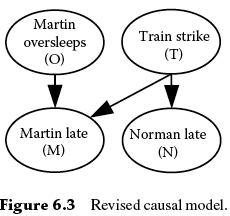 Martin
oversleeps
(O)
Train strike
(T)
Martin late
(M)
Norman late
(N)
Figure 6.3 Revised causal model.